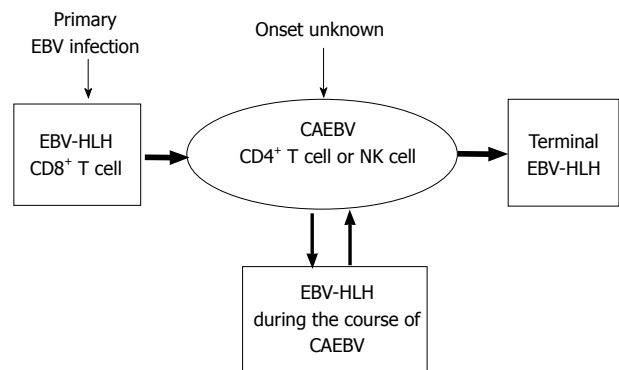 Primary
EBV infection
Onset unknown
EBV-HLH
CD8⁺ T cell
CAEBV
CD4⁺ T cell or NK cell
Terminal
EBV-HLH
EBV-HLH
during the course of
CAEBV